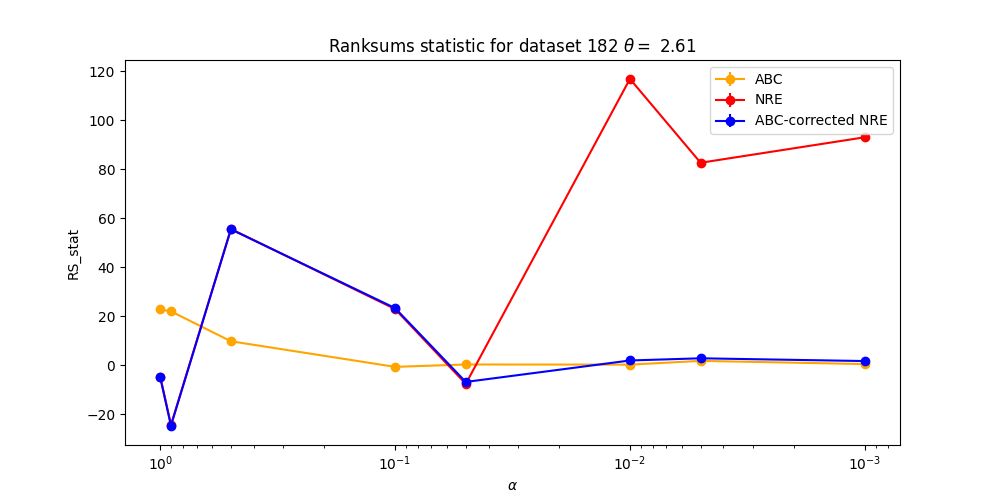 Ranksums statistic for dataset 182 θ = 2.61
ABC
NRE
ABC-corrected NRE
RS_stat
120
100
80
60
40
20
0
−20
10⁰
10⁻¹
10⁻²
10⁻³
α